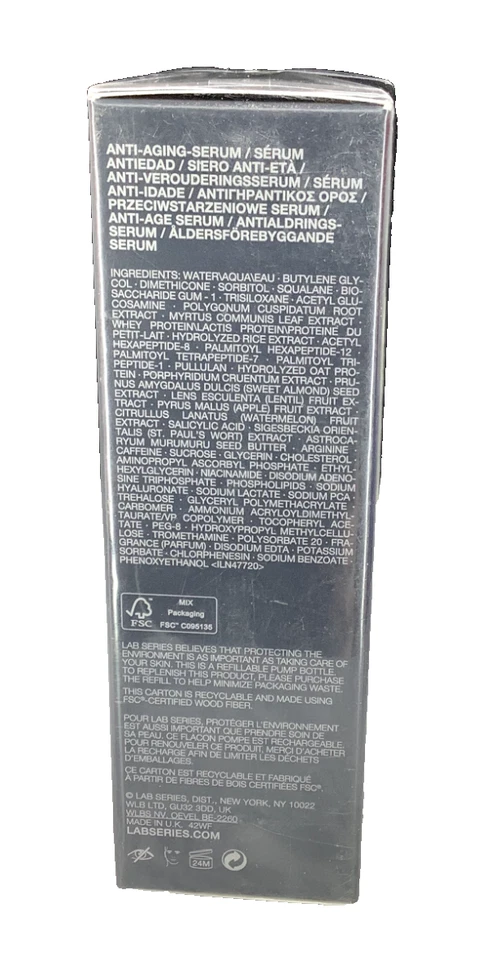 ANTI-AGING-SERUM / SÉRUM
ANTIEDAD / SIERO ANTI-ETÀ /
ANTI-VEROUDERINGSSERUM / SÉRUM
ANTI-IDADE / ΑΝΤΙΓΗΡΑΝΤΙΚΟΣ ΟΡΟΣ /
PRZECIWSTARZENIOWE SERUM /
ANTI-AGE SERUM / ANTIALDRINGS-
SERUM / ÅLDERSFÖREBYGGANDE
SERUM
INGREDIENTS: WATER\AQUA\EAU · BUTYLENE GLY-
COL · DIMETHICONE · SORBITOL · SQUALANE · BIO-
SACCHARIDE GUM - 1 · TRISILOXANE · ACETYL GLU-
COSAMINE · POLYGONUM CUSPIDATUM ROOT
EXTRACT · MYRTUS COMMUNIS LEAF EXTRACT ·
WHEY PROTEIN\LACTIS PROTEIN\PROTÉINE DU
PETIT-LAIT · HYDROLYZED RICE EXTRACT · ACETYL
HEXAPEPTIDE-8 · PALMITOYL HEXAPEPTIDE-12 ·
PALMITOYL TETRAPEPTIDE-7 · PALMITOYL TRI-
PEPTIDE-1 · PULLULAN · HYDROLYZED OAT PRO-
TEIN · PORPHYRIDIUM CRUENTUM EXTRACT · PRU-
NUS AMYGDALUS DULCIS (SWEET ALMOND) SEED
EXTRACT · LENS ESCULENTA (LENTIL) FRUIT EX-
TRACT · PYRUS MALUS (APPLE) FRUIT EXTRACT ·
CITRULLUS LANATUS (WATERMELON) FRUIT
EXTRACT · SALICYLIC ACID · SIGESBECKIA ORIEN-
TALIS (ST. PAUL'S WORT) EXTRACT · ASTROCA-
RYUM MURUMURU SEED BUTTER · ARGININE ·
CAFFEINE · SUCROSE · GLYCERIN · CHOLESTEROL ·
AMINOPROPYL ASCORBYL PHOSPHATE · ETHYL-
HEXYLGLYCERIN · NIACINAMIDE · DISODIUM ADENO-
SINE TRIPHOSPHATE · PHOSPHOLIPIDS · SODIUM
HYALURONATE · SODIUM LACTATE · SODIUM PCA ·
TREHALOSE · GLYCERYL POLYMETHACRYLATE ·
CARBOMER · AMMONIUM ACRYLOYLDIMETHYL-
TAURATE/VP COPOLYMER · TOCOPHERYL ACE-
TATE · PEG-8 · HYDROXYPROPYL METHYLCELLU-
LOSE · TROMETHAMINE · POLYSORBATE 20 · FRA-
GRANCE (PARFUM) · DISODIUM EDTA · POTASSIUM
SORBATE · CHLORPHENESIN · SODIUM BENZOATE ·
PHENOXYETHANOL <ILN47720>
FSC
MIX
Packaging
FSC® C095135
LAB SERIES BELIEVES THAT PROTECTING THE
ENVIRONMENT IS AS IMPORTANT AS TAKING CARE OF
YOUR SKIN. THIS IS A REFILLABLE PUMP BOTTLE.
TO REPLENISH THIS PRODUCT, PLEASE PURCHASE
THE REFILL TO HELP MINIMIZE PACKAGING WASTE.
THIS CARTON IS RECYCLABLE AND MADE USING
FSC®-CERTIFIED WOOD FIBER.
POUR LAB SERIES, PROTÉGER L'ENVIRONNEMENT
EST AUSSI IMPORTANT QUE PRENDRE SOIN DE
SA PEAU. CE FLACON POMPE EST RECHARGEABLE.
POUR RENOUVELER CE PRODUIT, MERCI D'ACHETER
LA RECHARGE AFIN DE LIMITER LES DÉCHETS
D'EMBALLAGES.
CE CARTON EST RECYCLABLE ET FABRIQUÉ
À PARTIR DE FIBRES DE BOIS CERTIFIÉES FSC®.
© LAB SERIES, DIST., NEW YORK, NY 10022
WLB LTD, GU32 3DD, UK
WLBS NV, OEVEL BE-2260
MADE IN U.K. 42WF
LABSERIES.COM
24M